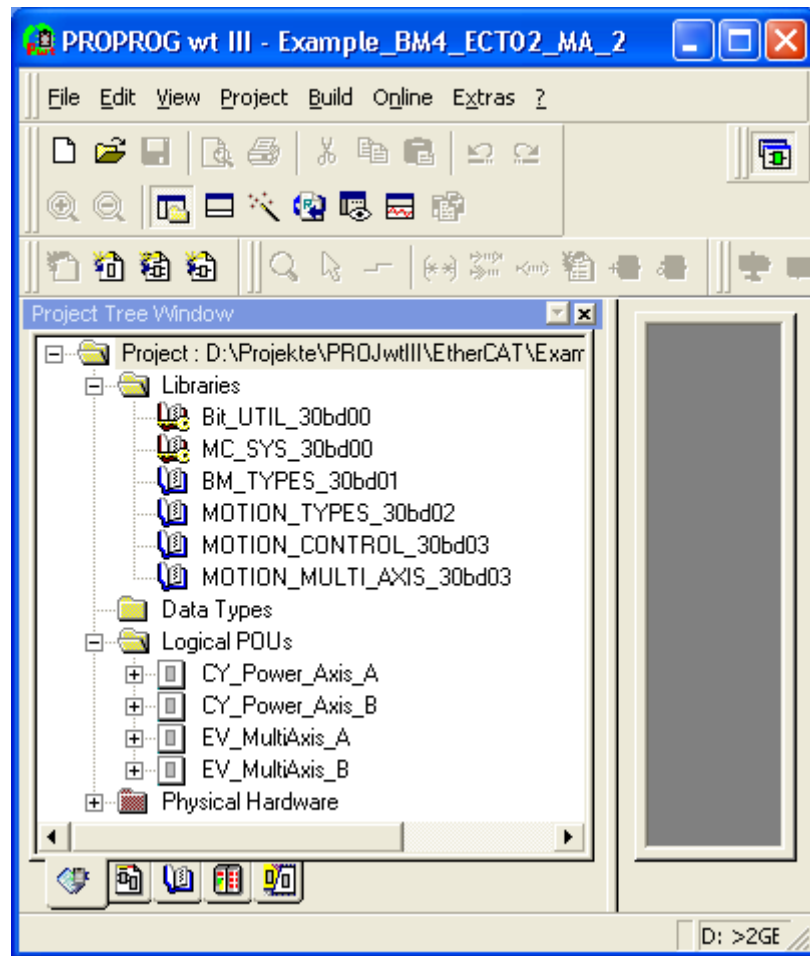 PROPROG wt III - Example_BM4_ECT02_MA_2
File Edit View Project Build Online Extras ?
Project Tree Window
Project : D:\Projekte\PROJwtIII\EtherCAT\Exam
Libraries
Bit_UTIL_30bd00
MC_SYS_30bd00
BM_TYPES_30bd01
MOTION_TYPES_30bd02
MOTION_CONTROL_30bd03
MOTION_MULTI_AXIS_30bd03
Data Types
Logical POUs
CY_Power_Axis_A
CY_Power_Axis_B
EV_MultiAxis_A
EV_MultiAxis_B
Physical Hardware
D: >2GE